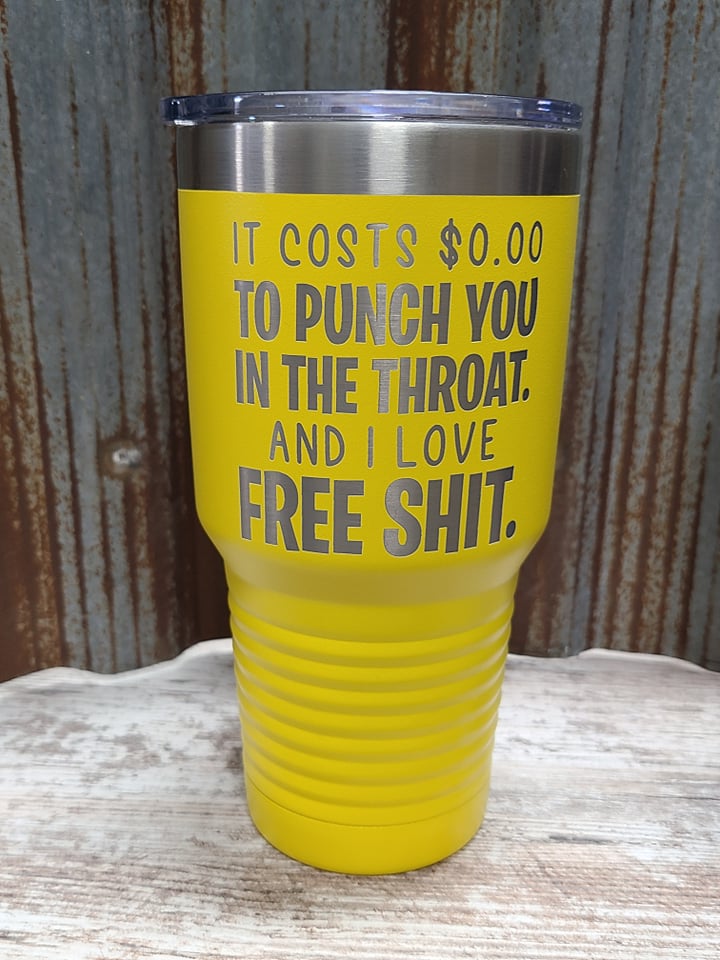 IT COSTS $0.00
TO PUNCH YOU
IN THE THROAT.
AND I LOVE
FREE SHIT.